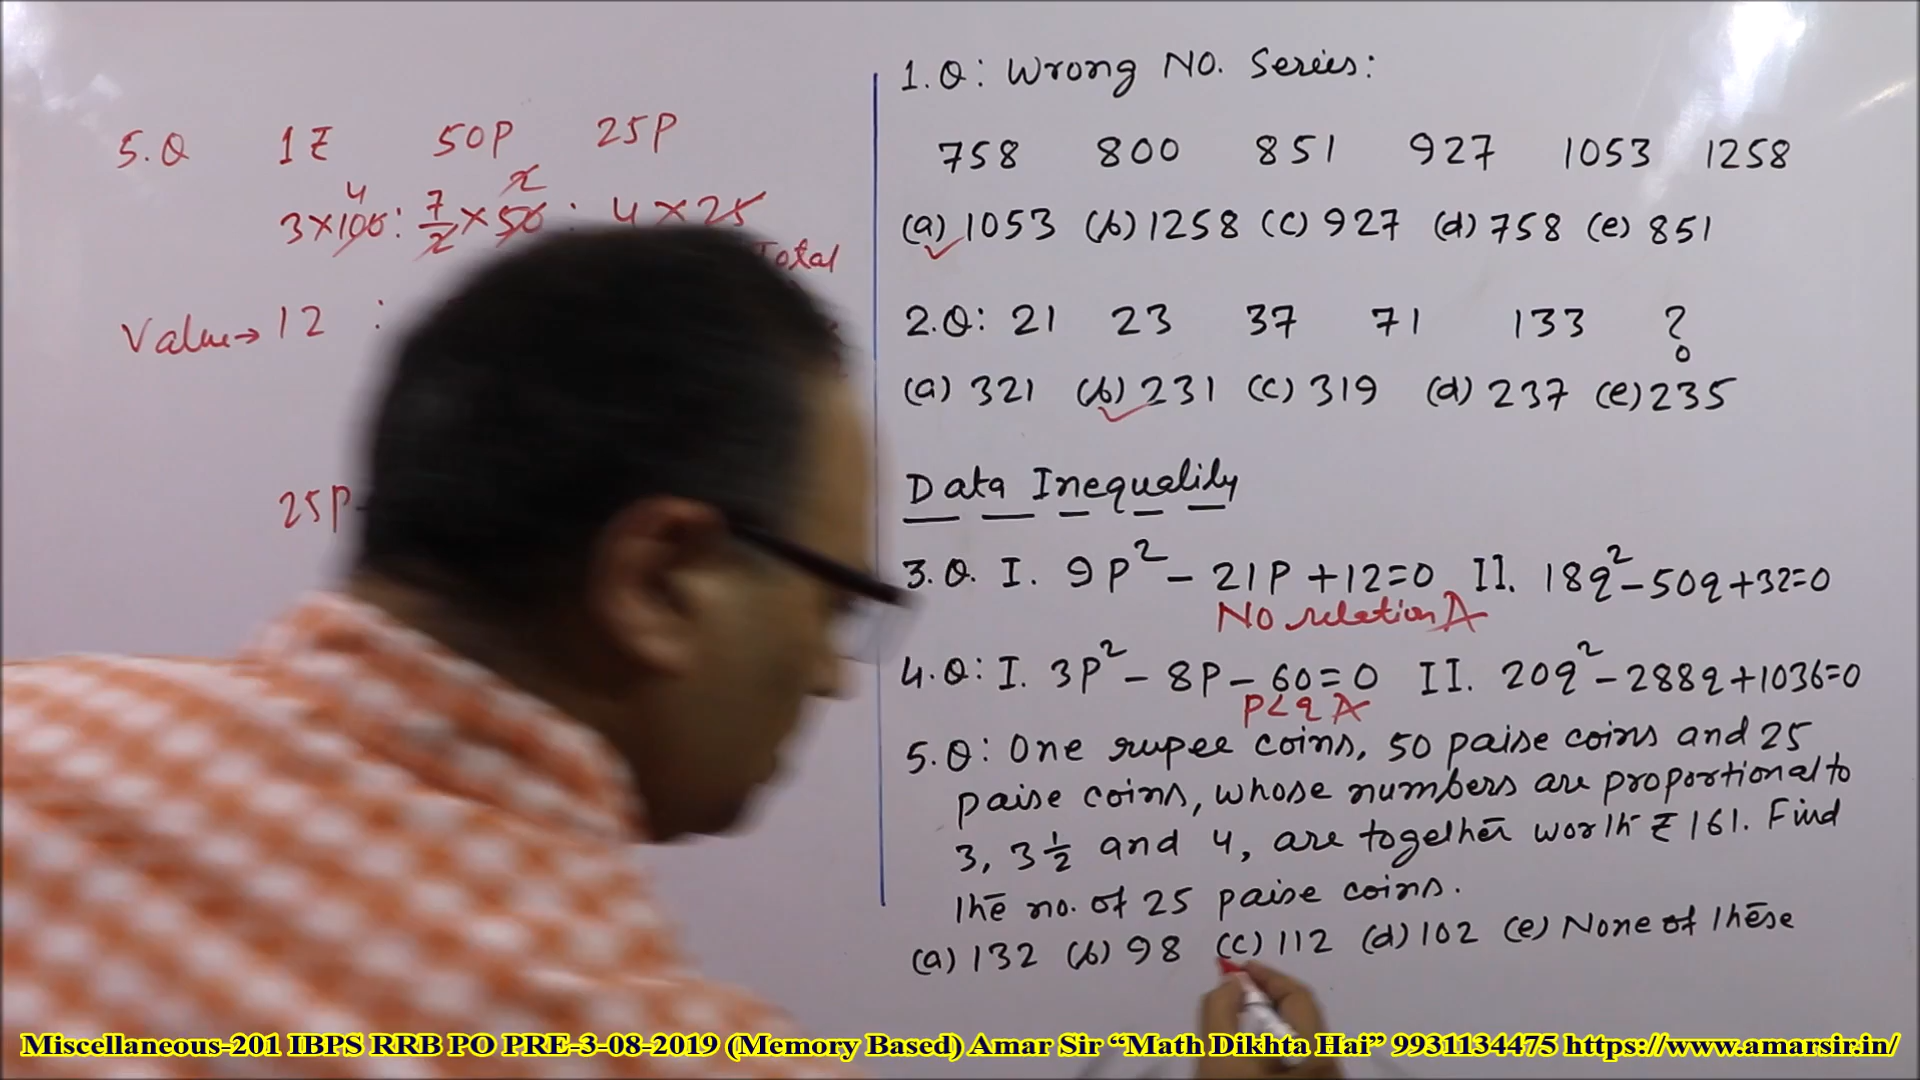 5.Q 1₹ 50P 25P
4 x
3×100 : 7/2×50 : 4×25
Total
Value→ 12 :
25P
1.Q: Wrong No. Series:
758 800 851 927 1053 1258
(a) 1053 (b) 1258 (c) 927 (d) 758 (e) 851
2.Q: 21 23 37 71 133 ?
(a) 321 (b) 231 (c) 319 (d) 237 (e) 235
Data Inequality
3.Q. I. 9P² - 21P + 12=0 II. 18q² - 50q + 32=0
No relation A
4.Q: I. 3P² - 8P - 60 = 0 II. 20q² - 288q + 1036=0
P<q A
5.Q: One rupee coins, 50 paise coins and 25
paise coins, whose numbers are proportional to
3, 3 1/2 and 4, are together worth ₹ 161. Find
the no. of 25 paise coins.
(a) 132 (b) 98 (c) 112 (d) 102 (e) None of these
Miscellaneous-201 IBPS RRB PO PRE-3-08-2019 (Memory Based) Amar Sir “Math Dikhta Hai” 9931134475 https://www.amarsir.in/